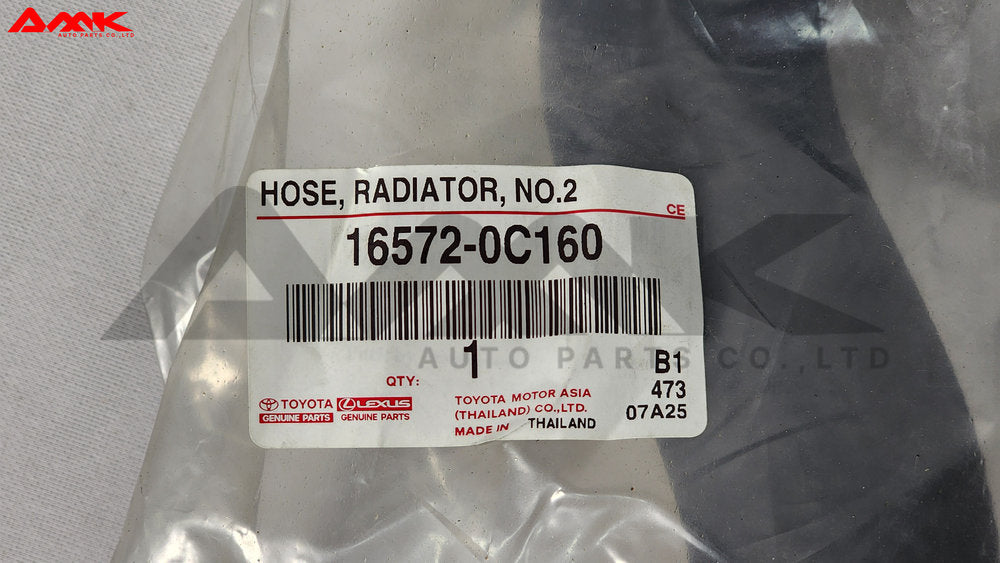 AMK
AUTO PARTS CO.,LTD
HOSE, RADIATOR, NO.2
CE
16572-0C160
AMK
AUTO PARTS CO.,LTD
QTY: 1
B1
473
07A25
TOYOTA
GENUINE PARTS
LEXUS
GENUINE PARTS
TOYOTA MOTOR ASIA
(THAILAND) CO.,LTD.
MADE IN THAILAND